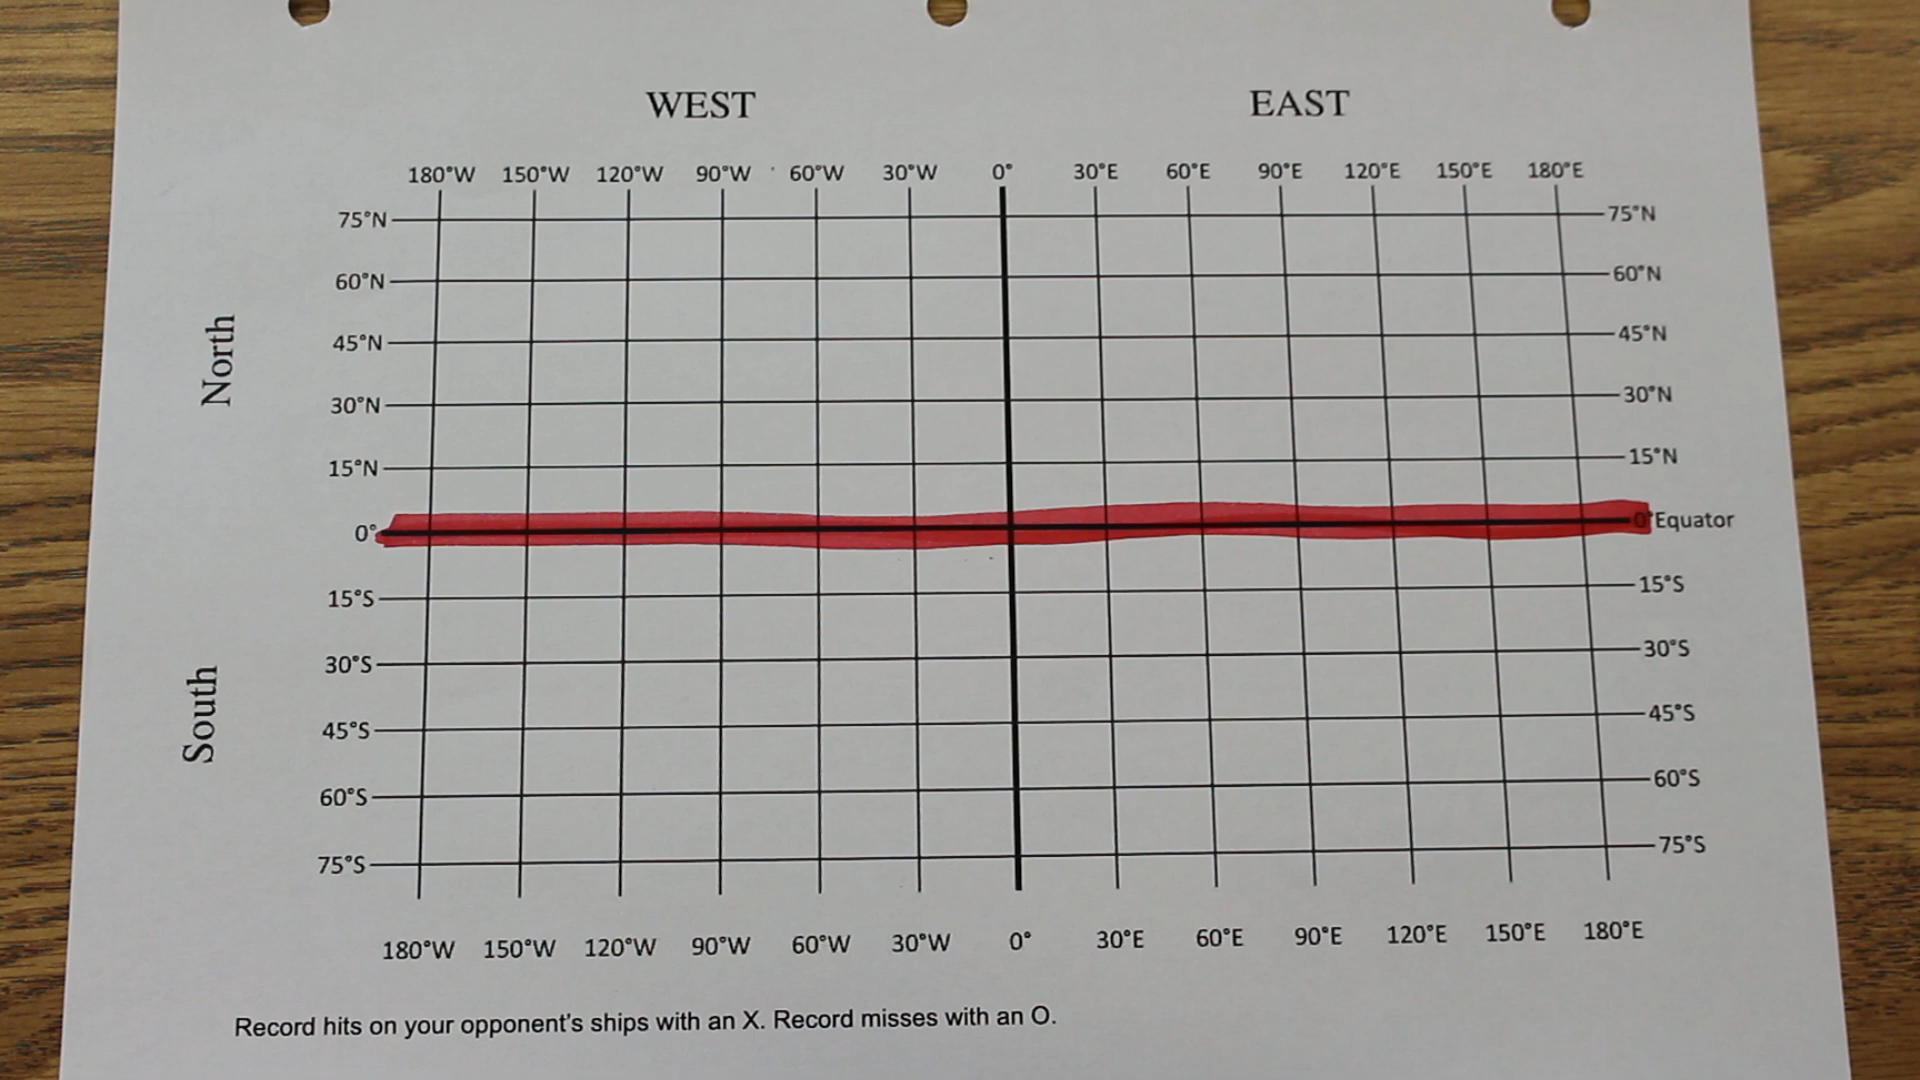 WEST EAST
180°W 150°W 120°W 90°W 60°W 30°W 0° 30°E 60°E 90°E 120°E 150°E 180°E
75°N 75°N
60°N 60°N
North
45°N 45°N
30°N 30°N
15°N 15°N
0° 0°Equator
15°S 15°S
30°S 30°S
South
45°S 45°S
60°S 60°S
75°S 75°S
180°W 150°W 120°W 90°W 60°W 30°W 0° 30°E 60°E 90°E 120°E 150°E 180°E
Record hits on your opponent's ships with an X. Record misses with an O.